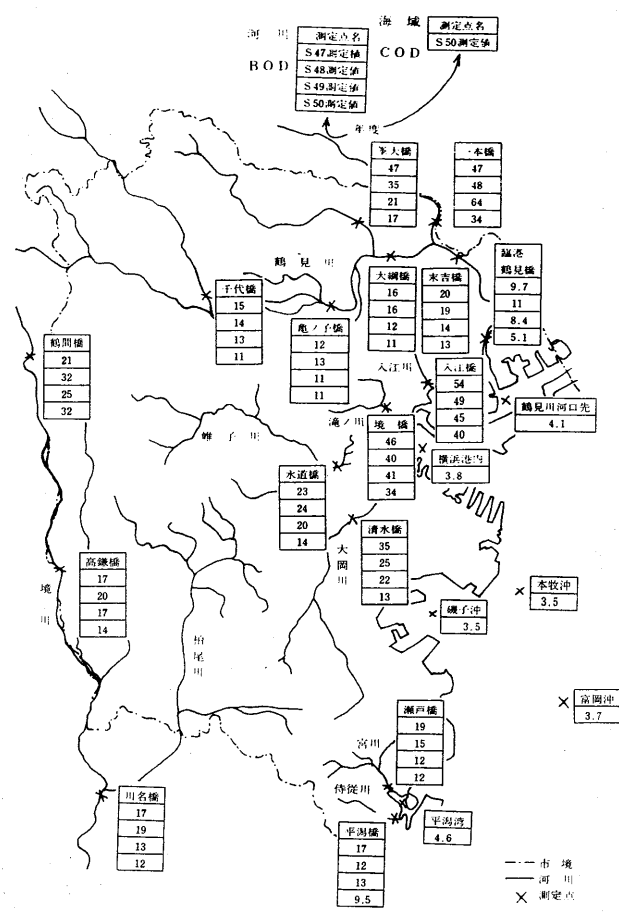 河川
BOD
測定点名
S47測定値
S48測定値
S49測定値
S50測定値
海域
COD
測定点名
S50測定値
年度
峯大橋
47
35
21
17
一本橋
47
48
64
34
臨港
鶴見橋
9.7
11
8.4
5.1
鶴見川
千代橋
15
14
13
11
亀ノ子橋
12
13
11
11
大綱橋
16
16
12
11
末吉橋
20
19
14
13
鶴間橋
21
32
25
32
入江川
入江橋
54
49
45
40
鶴見川河口先
4.1
滝ノ川
帷子川
境橋
46
40
41
34
横浜港内
3.8
水道橋
23
24
20
14
大岡川
清水橋
35
25
22
13
高鎌橋
17
20
17
14
境川
柏尾川
本牧沖
3.5
磯子沖
3.5
富岡沖
3.7
瀬戸橋
19
15
12
12
宮川
侍従川
平潟湾
4.6
川名橋
17
19
13
12
平潟橋
17
12
13
9.5
市境
河川
測定点